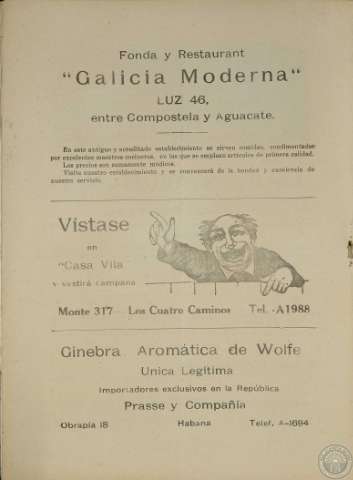 Fonda y Restaurant
"Galicia Moderna"
LUZ 46,
entre Compostela y Aguacate.
En este antiguo y acreditado establecimiento se sirven comidas, condimentadas
por excelentes maestros cocineros, en las que se emplean artículos de primera calidad.
Los precios son sumamente módicos.
Visite nuestro establecimiento y se convencerá de la bondad y excelencia de
nuestro servicio.
Vístase
en
"Casa Vila"
y vestirá campana
Monte 317 Los Cuatro Caminos Tel. -A1988
Ginebra Aromática de Wolfe
Unica Legítima
Importadores exclusivos en la República
Prasse y Compañía
Obrapía 18 Habana Telef. A-1694